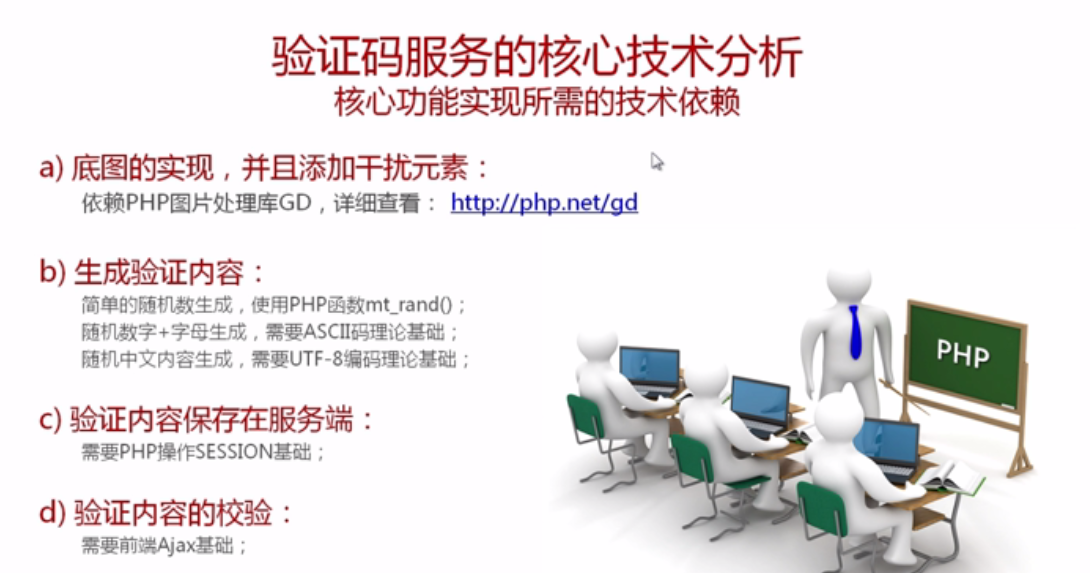 验证码服务的核心技术分析
核心功能实现所需的技术依赖
a) 底图的实现，并且添加干扰元素：
依赖PHP图片处理库GD，详细查看： http://php.net/gd
b) 生成验证内容：
简单的随机数生成，使用PHP函数mt_rand()；
随机数字+字母生成，需要ASCII码理论基础；
随机中文内容生成，需要UTF-8编码理论基础；
c) 验证内容保存在服务端：
需要PHP操作SESSION基础；
d) 验证内容的校验：
需要前端Ajax基础；
PHP